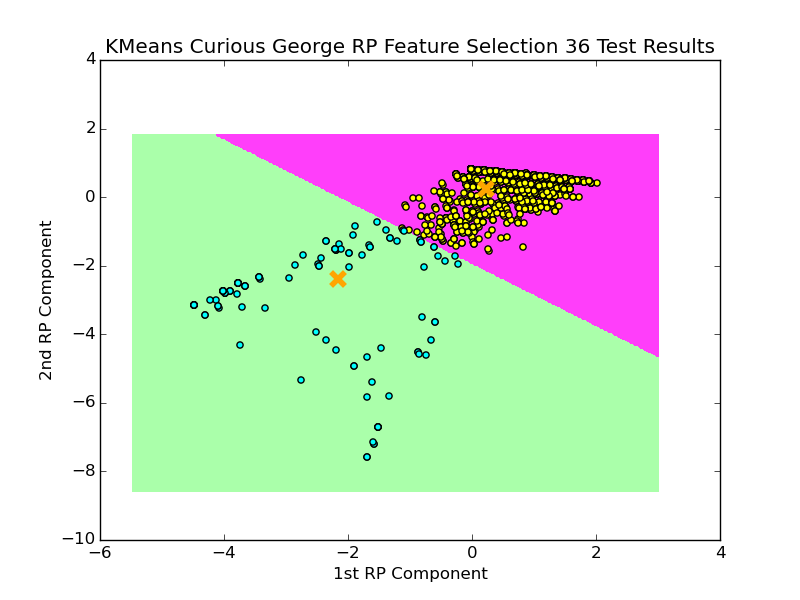 KMeans Curious George RP Feature Selection 36 Test Results
4
2
0
−2
−4
−6
−8
−10
2nd RP Component
−6 −4 −2 0 2 4
1st RP Component